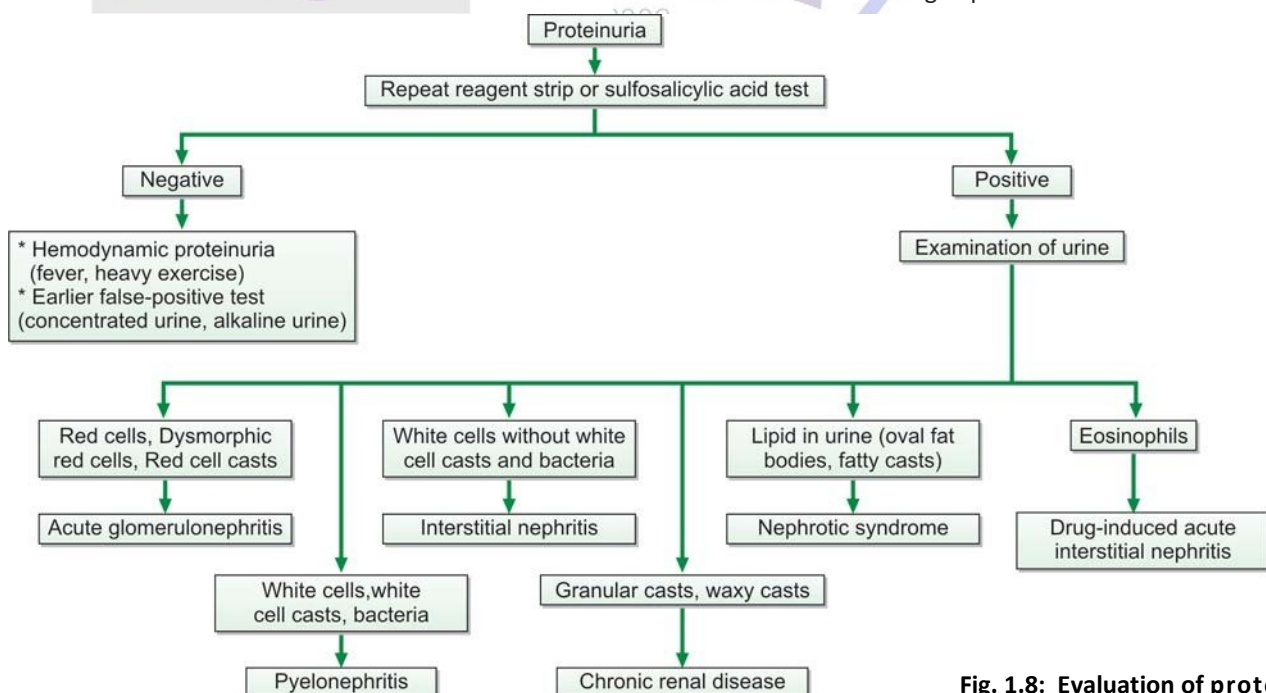 Proteinuria
Repeat reagent strip or sulfosalicylic acid test
Negative
Positive
* Hemodynamic proteinuria
(fever, heavy exercise)
* Earlier false-positive test
(concentrated urine, alkaline urine)
Examination of urine
Red cells, Dysmorphic
red cells, Red cell casts
White cells without white
cell casts and bacteria
Lipid in urine (oval fat
bodies, fatty casts)
Eosinophils
Acute glomerulonephritis
Interstitial nephritis
Nephrotic syndrome
Drug-induced acute
interstitial nephritis
White cells,white
cell casts, bacteria
Granular casts, waxy casts
Pyelonephritis
Chronic renal disease
Fig. 1.8: Evaluation of prot